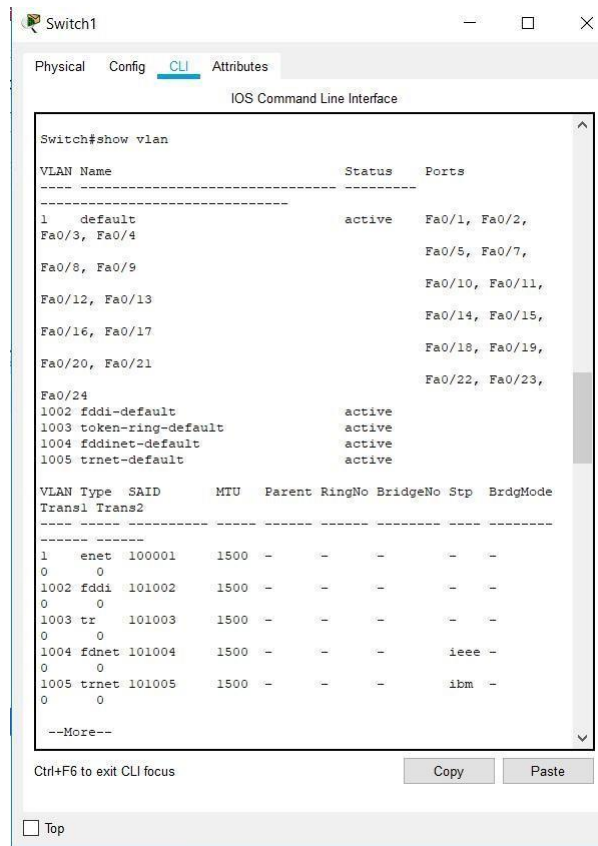 Switch1
Physical Config CLI Attributes
IOS Command Line Interface
Switch#show vlan
VLAN Name Status Ports
---- -------------------------------- ---------
-------------------------------
1 default active Fa0/1, Fa0/2,
Fa0/3, Fa0/4
Fa0/5, Fa0/7,
Fa0/8, Fa0/9
Fa0/10, Fa0/11,
Fa0/12, Fa0/13
Fa0/14, Fa0/15,
Fa0/16, Fa0/17
Fa0/18, Fa0/19,
Fa0/20, Fa0/21
Fa0/22, Fa0/23,
Fa0/24
1002 fddi-default active
1003 token-ring-default active
1004 fddinet-default active
1005 trnet-default active
VLAN Type SAID MTU Parent RingNo BridgeNo Stp BrdgMode
Trans1 Trans2
---- ----- ---------- ----- ------ ------ -------- ---- --------
------ ------
1 enet 100001 1500 - - - - -
0 0
1002 fddi 101002 1500 - - - - -
0 0
1003 tr 101003 1500 - - - - -
0 0
1004 fdnet 101004 1500 - - - ieee -
0 0
1005 trnet 101005 1500 - - - ibm -
0 0
--More--
Ctrl+F6 to exit CLI focus Copy Paste
Top